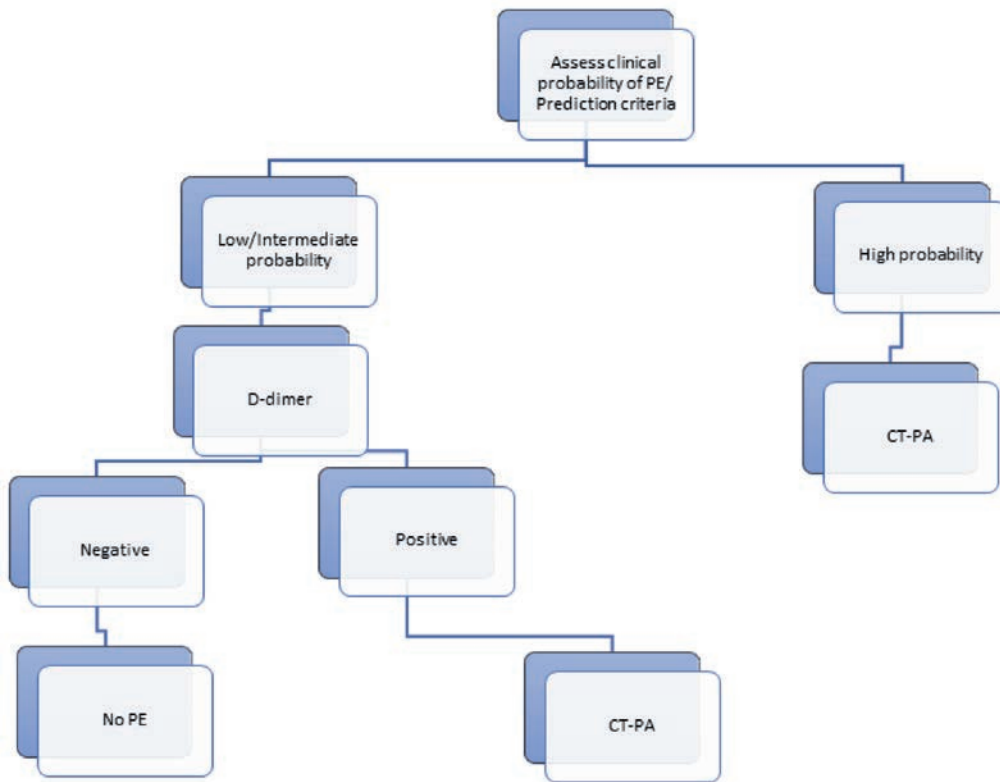 Assess clinical
probability of PE/
Prediction criteria
Low/Intermediate
probability
High probability
D-dimer
CT-PA
Negative
Positive
No PE
CT-PA